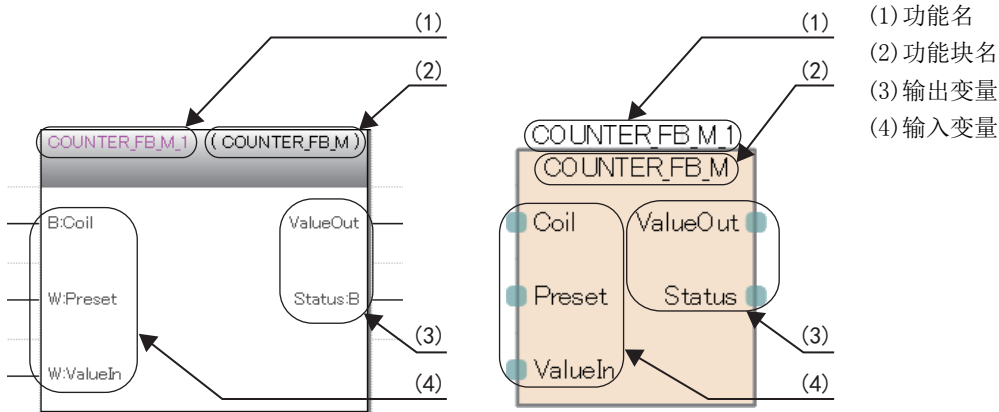 (1)
(2)
COUNTER_FB_M_1 (COUNTER_FB_M)
B:Coil ValueOut
W:Preset Status:B
W:ValueIn
(3)
(4)
(1)
(2)
COUNTER_FB_M_1
COUNTER_FB_M
Coil ValueOut
Preset Status
ValueIn
(3)
(4)
(1)功能名
(2)功能块名
(3)输出变量
(4)输入变量